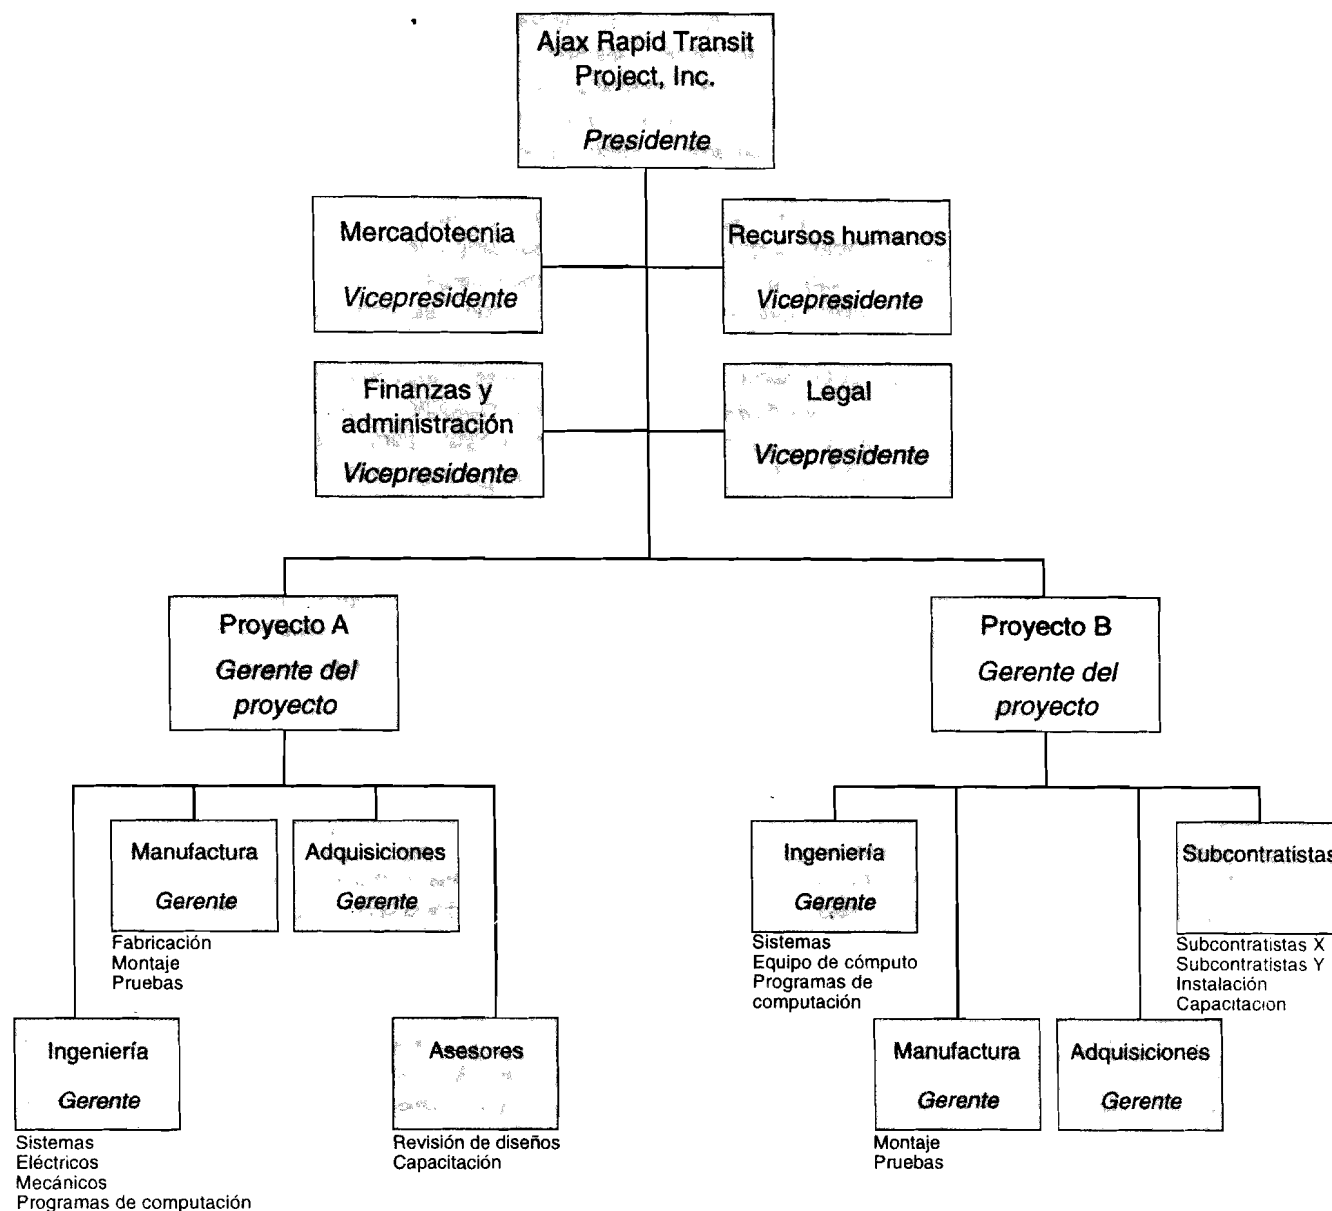 Ajax Rapid Transit
Project, Inc.
Presidente
Mercadotecnia
Vicepresidente
Recursos humanos
Vicepresidente
Finanzas y
administración
Vicepresidente
Legal
Vicepresidente
Proyecto A
Gerente del
proyecto
Proyecto B
Gerente del
proyecto
Manufactura
Gerente
Fabricación
Montaje
Pruebas
Adquisiciones
Gerente
Ingeniería
Gerente
Sistemas
Eléctricos
Mecánicos
Programas de computación
Asesores
Revisión de diseños
Capacitación
Ingeniería
Gerente
Sistemas
Equipo de cómputo
Programas de
computación
Subcontratistas
Subcontratistas X
Subcontratistas Y
Instalación
Capacitacion
Manufactura
Gerente
Montaje
Pruebas
Adquisiciones
Gerente